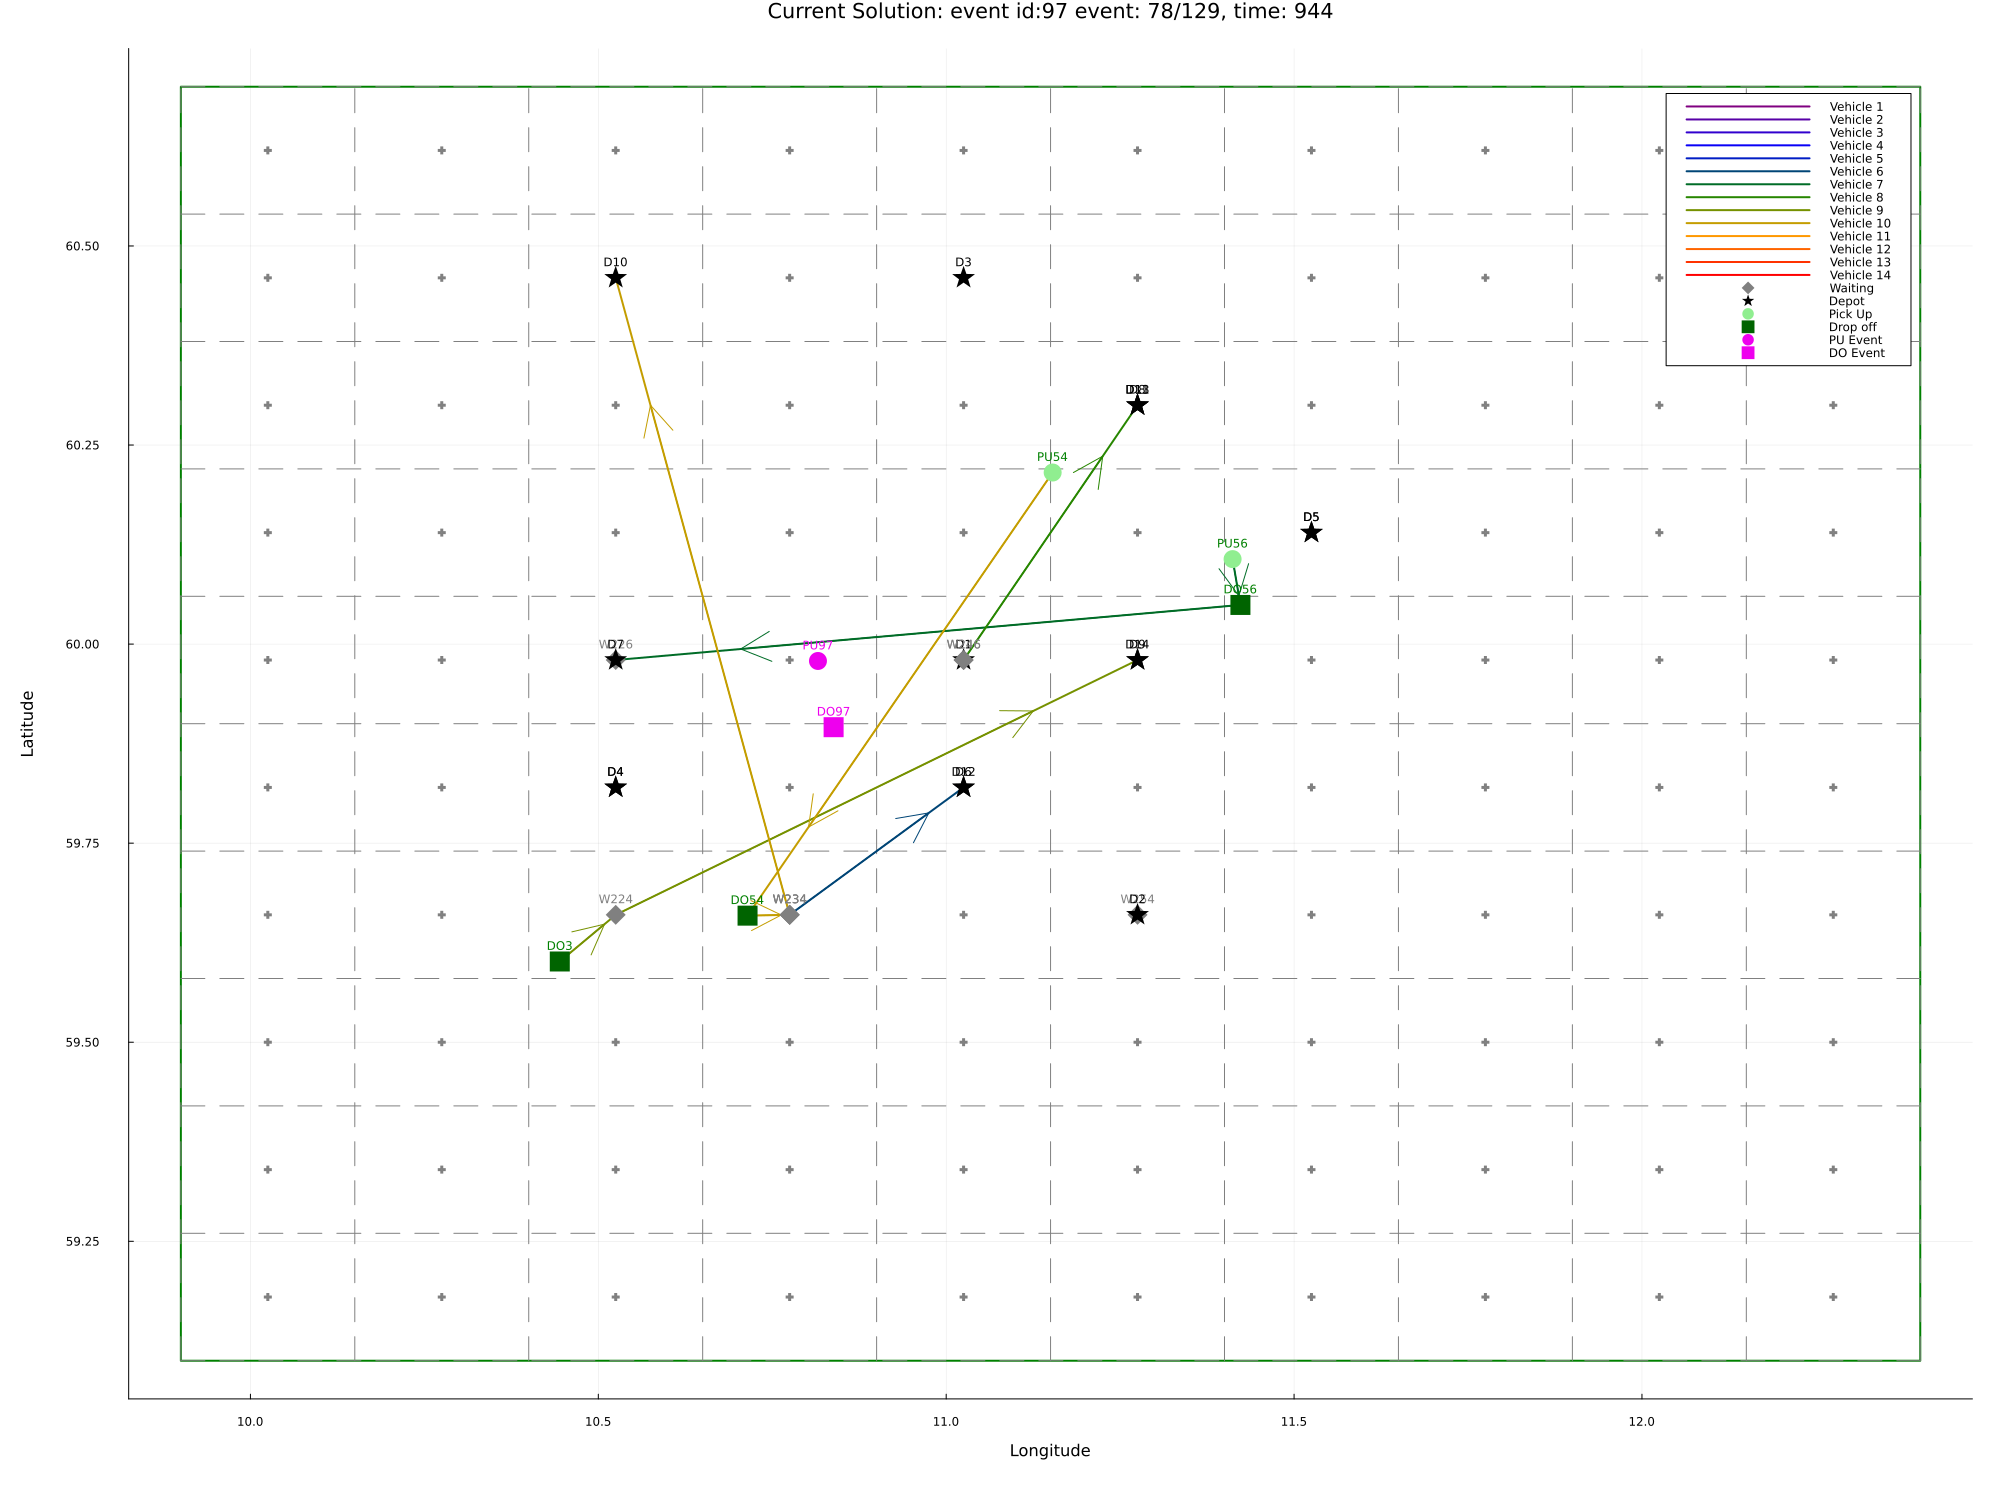 Current Solution: event id:97 event: 78/129, time: 944
Vehicle 1
Vehicle 2
Vehicle 3
Vehicle 4
Vehicle 5
Vehicle 6
Vehicle 7
Vehicle 8
Vehicle 9
Vehicle 10
Vehicle 11
Vehicle 12
Vehicle 13
Vehicle 14
Waiting
Depot
Pick Up
Drop off
PU Event
DO Event
60.50
D10
D3
60.25
PU54
D5
PU56
DO56
60.00
D7
PU97
D1
DO97
D4
59.75
W224
DO54
W234
D2
DO3
59.50
59.25
10.0
10.5
11.0
11.5
12.0
Longitude
Latitude